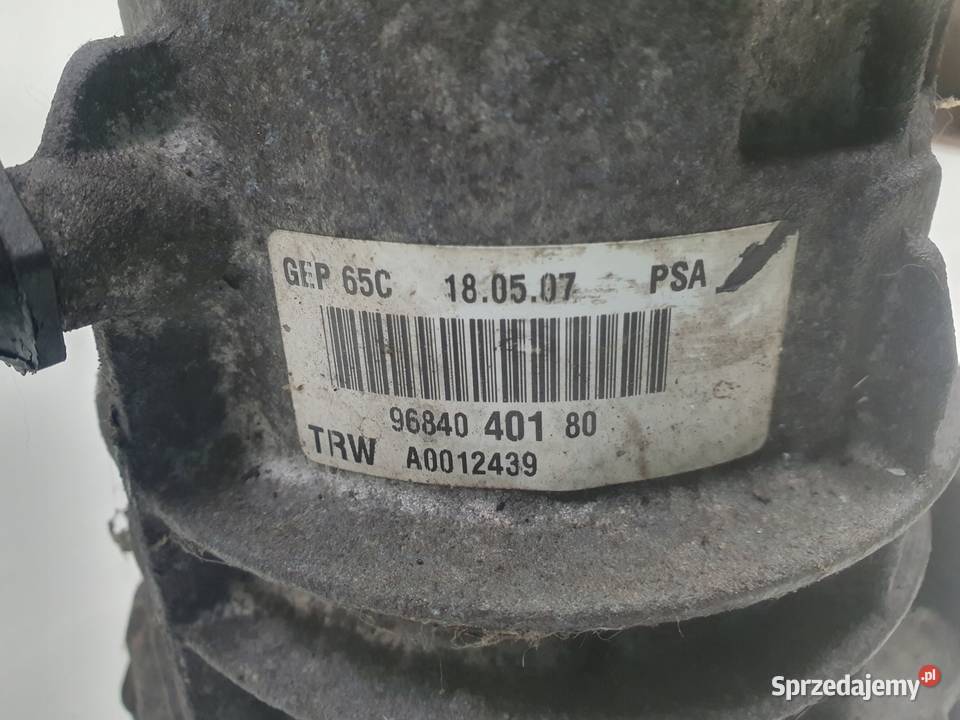 GEP 65C 18.05.07 PSA
96840 401 80
TRW A0012439
Sprzedajemy.pl